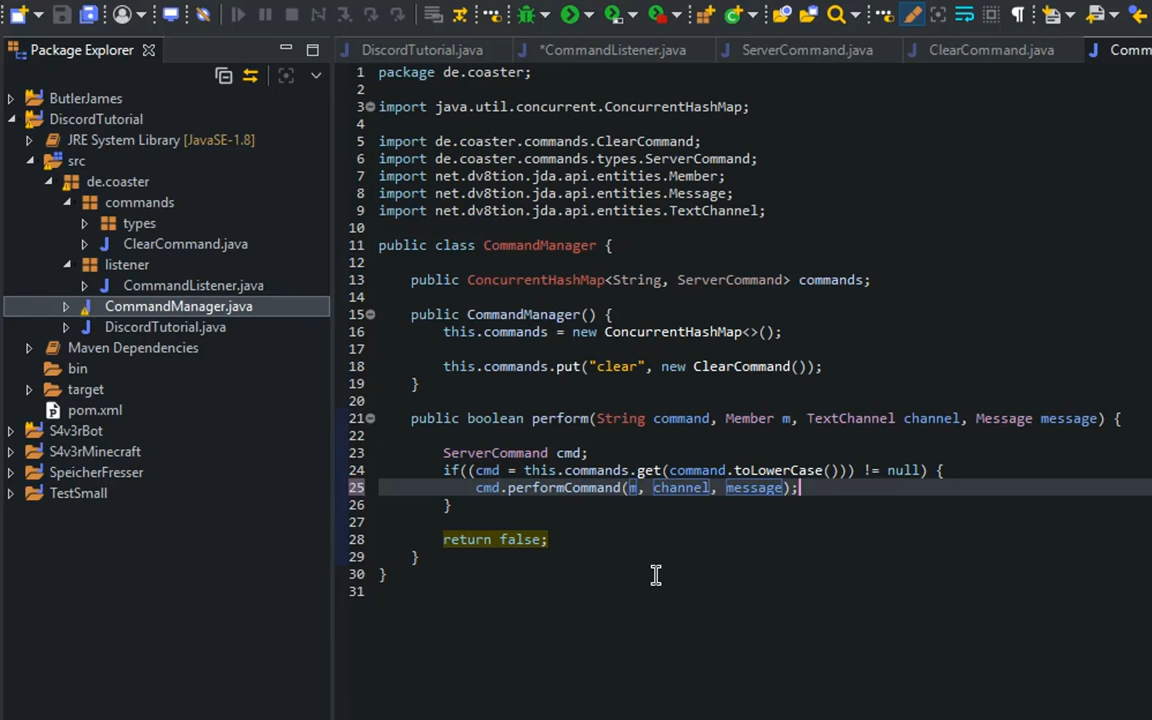 Package Explorer
DiscordTutorial.java
*CommandListener.java
ServerCommand.java
ClearCommand.java
Comm
ButlerJames
DiscordTutorial
JRE System Library [JavaSE-1.8]
src
de.coaster
commands
types
ClearCommand.java
listener
CommandListener.java
CommandManager.java
DiscordTutorial.java
Maven Dependencies
bin
target
pom.xml
S4v3rBot
S4v3rMinecraft
SpeicherFresser
TestSmall
1 package de.coaster;
2
3 import java.util.concurrent.ConcurrentHashMap;
4
5 import de.coaster.commands.ClearCommand;
6 import de.coaster.commands.types.ServerCommand;
7 import net.dv8tion.jda.api.entities.Member;
8 import net.dv8tion.jda.api.entities.Message;
9 import net.dv8tion.jda.api.entities.TextChannel;
10
11 public class CommandManager {
12
13 public ConcurrentHashMap<String, ServerCommand> commands;
14
15 public CommandManager() {
16 this.commands = new ConcurrentHashMap<>();
17
18 this.commands.put("clear", new ClearCommand());
19 }
20
21 public boolean perform(String command, Member m, TextChannel channel, Message message) {
22
23 ServerCommand cmd;
24 if((cmd = this.commands.get(command.toLowerCase())) != null) {
25 cmd.performCommand(m, channel, message);
26 }
27
28 return false;
29 }
30 }
31